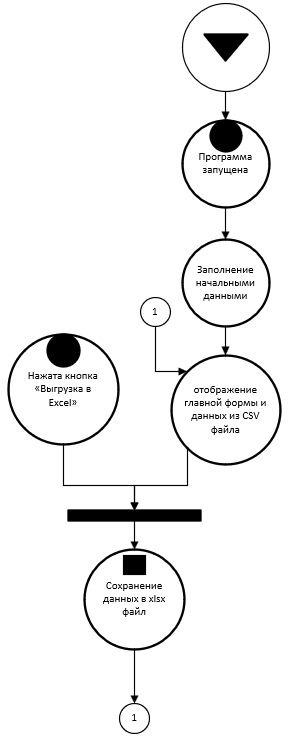 Программа
запущена
Заполнение
начальными
данными
1
Нажата кнопка
«Выгрузка в
Excel»
отображение
главной формы и
данных из CSV
файла
Сохранение
данных в xlsx
файл
1